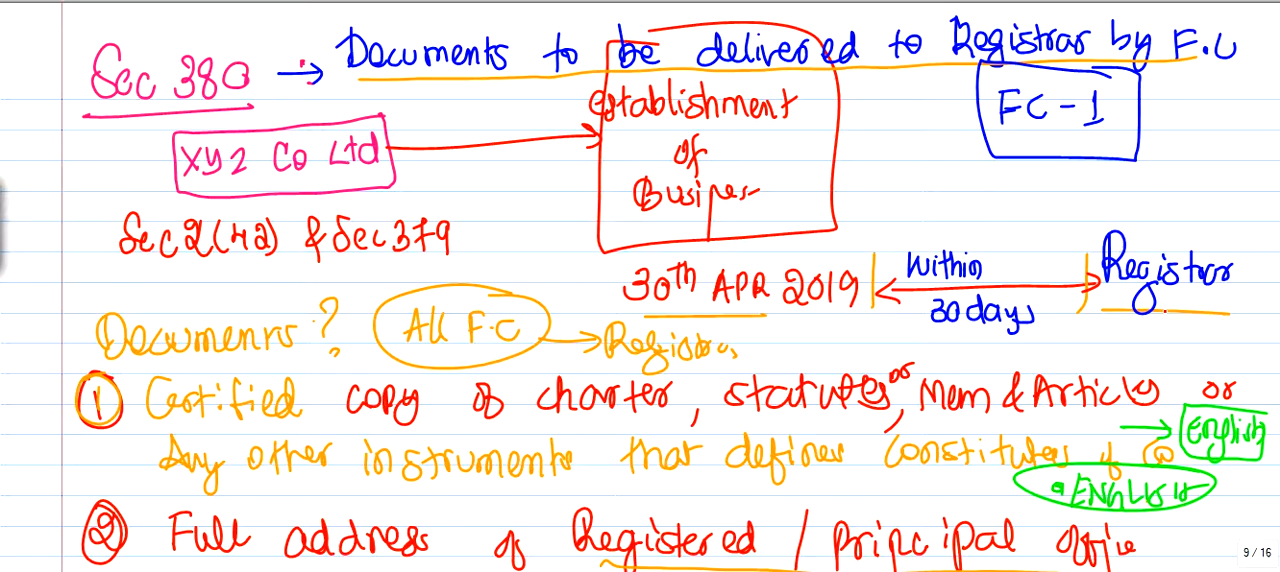 Sec 380 → Documents to be delivered to Registrar by F.C
FC-1
XYZ Co Ltd
establishment
of
Busines
Sec 2(42) & Sec 379
30th APR 2019
Within
30 days
Registrar
Documents?
All F.C → Registrar
① Certified copy of charter, statutes or, Mem & Articles or
Any other instruments that defines constitutes of Co → English
ENGLISH
② Full address of Registered / principal office
9 / 16